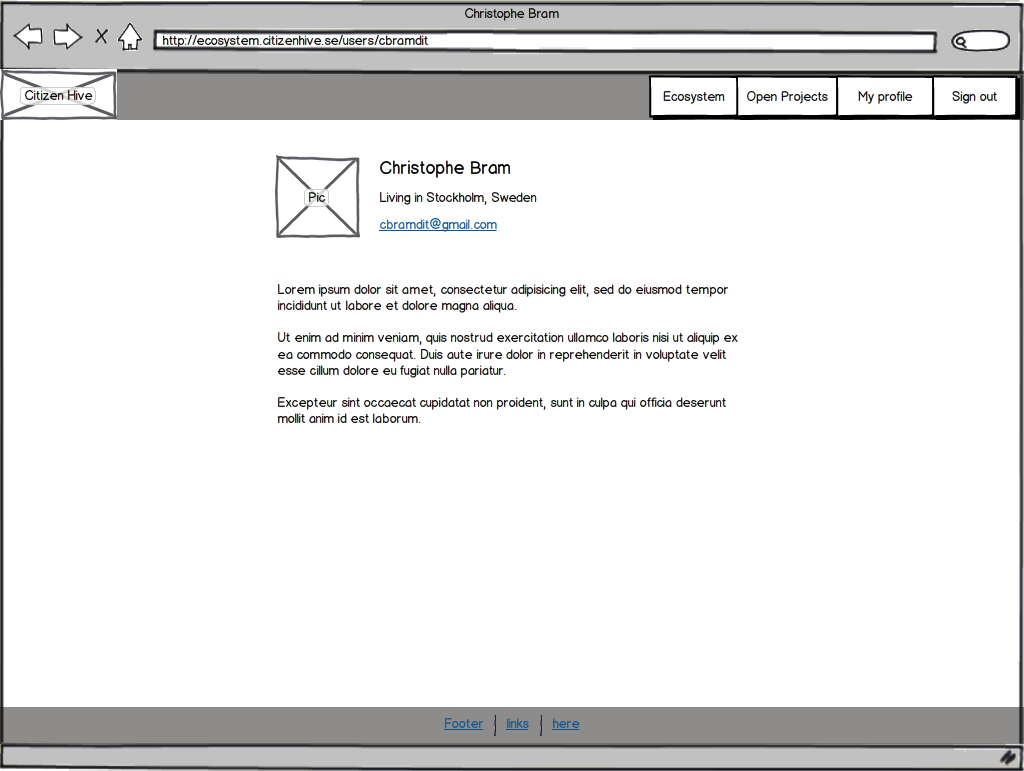 Christophe Bram
http://ecosystem.citizenhive.se/users/cbramdit
Citizen Hive
Ecosystem
Open Projects
My profile
Sign out
Pic
Christophe Bram
Living in Stockholm, Sweden
cbramdit@gmail.com
Lorem ipsum dolor sit amet, consectetur adipisicing elit, sed do eiusmod tempor
incididunt ut labore et dolore magna aliqua.
Ut enim ad minim veniam, quis nostrud exercitation ullamco laboris nisi ut aliquip ex
ea commodo consequat. Duis aute irure dolor in reprehenderit in voluptate velit
esse cillum dolore eu fugiat nulla pariatur.
Excepteur sint occaecat cupidatat non proident, sunt in culpa qui officia deserunt
mollit anim id est laborum.
Footer
links
here